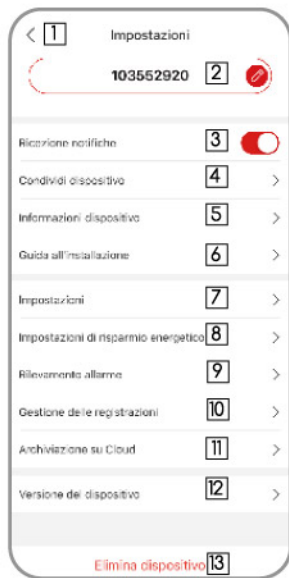 1 Impostazioni
103552920 2
Ricezione notifiche 3
Condividi dispositivo 4
Informazioni dispositivo 5
Guida all'installazione 6
Impostazioni 7
Impostazioni di risparmio energetico 8
Rilevamento allarme 9
Gestione delle registrazioni 10
Archiviazione su Cloud 11
Versione del dispositivo 12
Elimina dispositivo 13